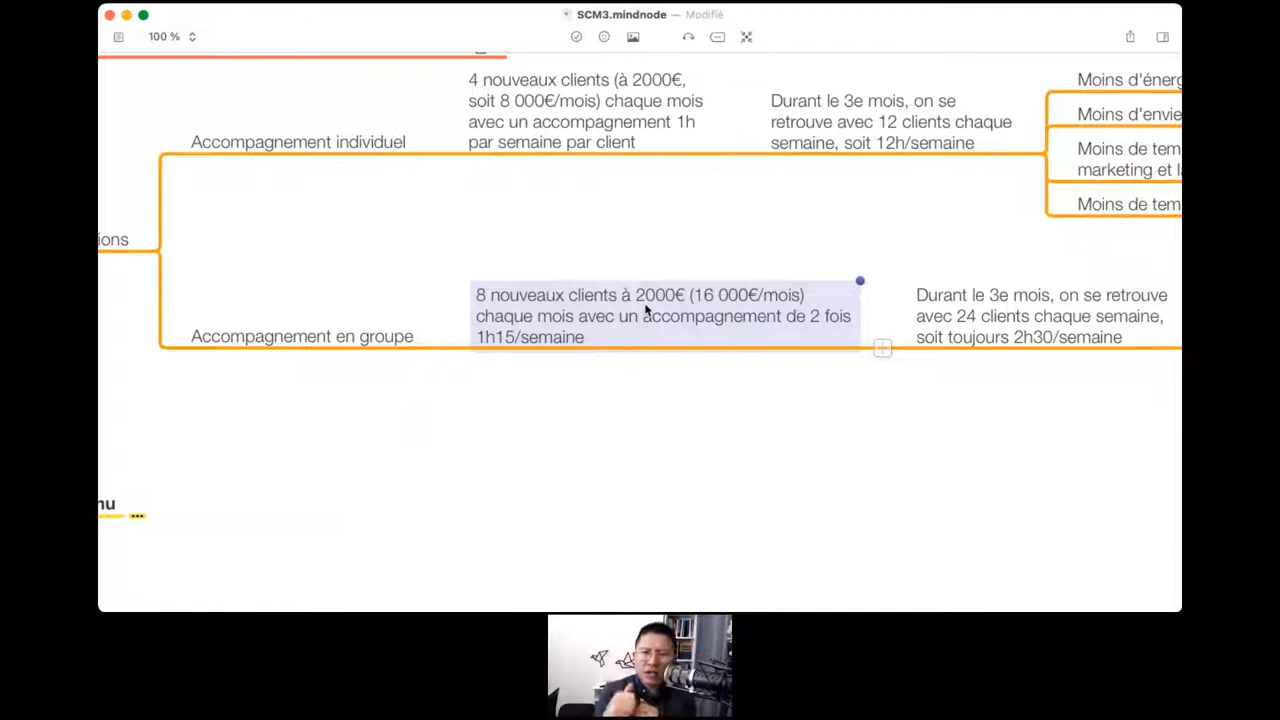 SCM3.mindnode — Modifié
100 %
4 nouveaux clients (à 2000€,
soit 8 000€/mois) chaque mois
avec un accompagnement 1h
par semaine par client
Durant le 3e mois, on se
retrouve avec 12 clients chaque
semaine, soit 12h/semaine
Moins d'énerg
Moins d'envie
Moins de tem
marketing et l
Moins de tem
Accompagnement individuel
ions
8 nouveaux clients à 2000€ (16 000€/mois)
chaque mois avec un accompagnement de 2 fois
1h15/semaine
Durant le 3e mois, on se retrouve
avec 24 clients chaque semaine,
soit toujours 2h30/semaine
Accompagnement en groupe
nu